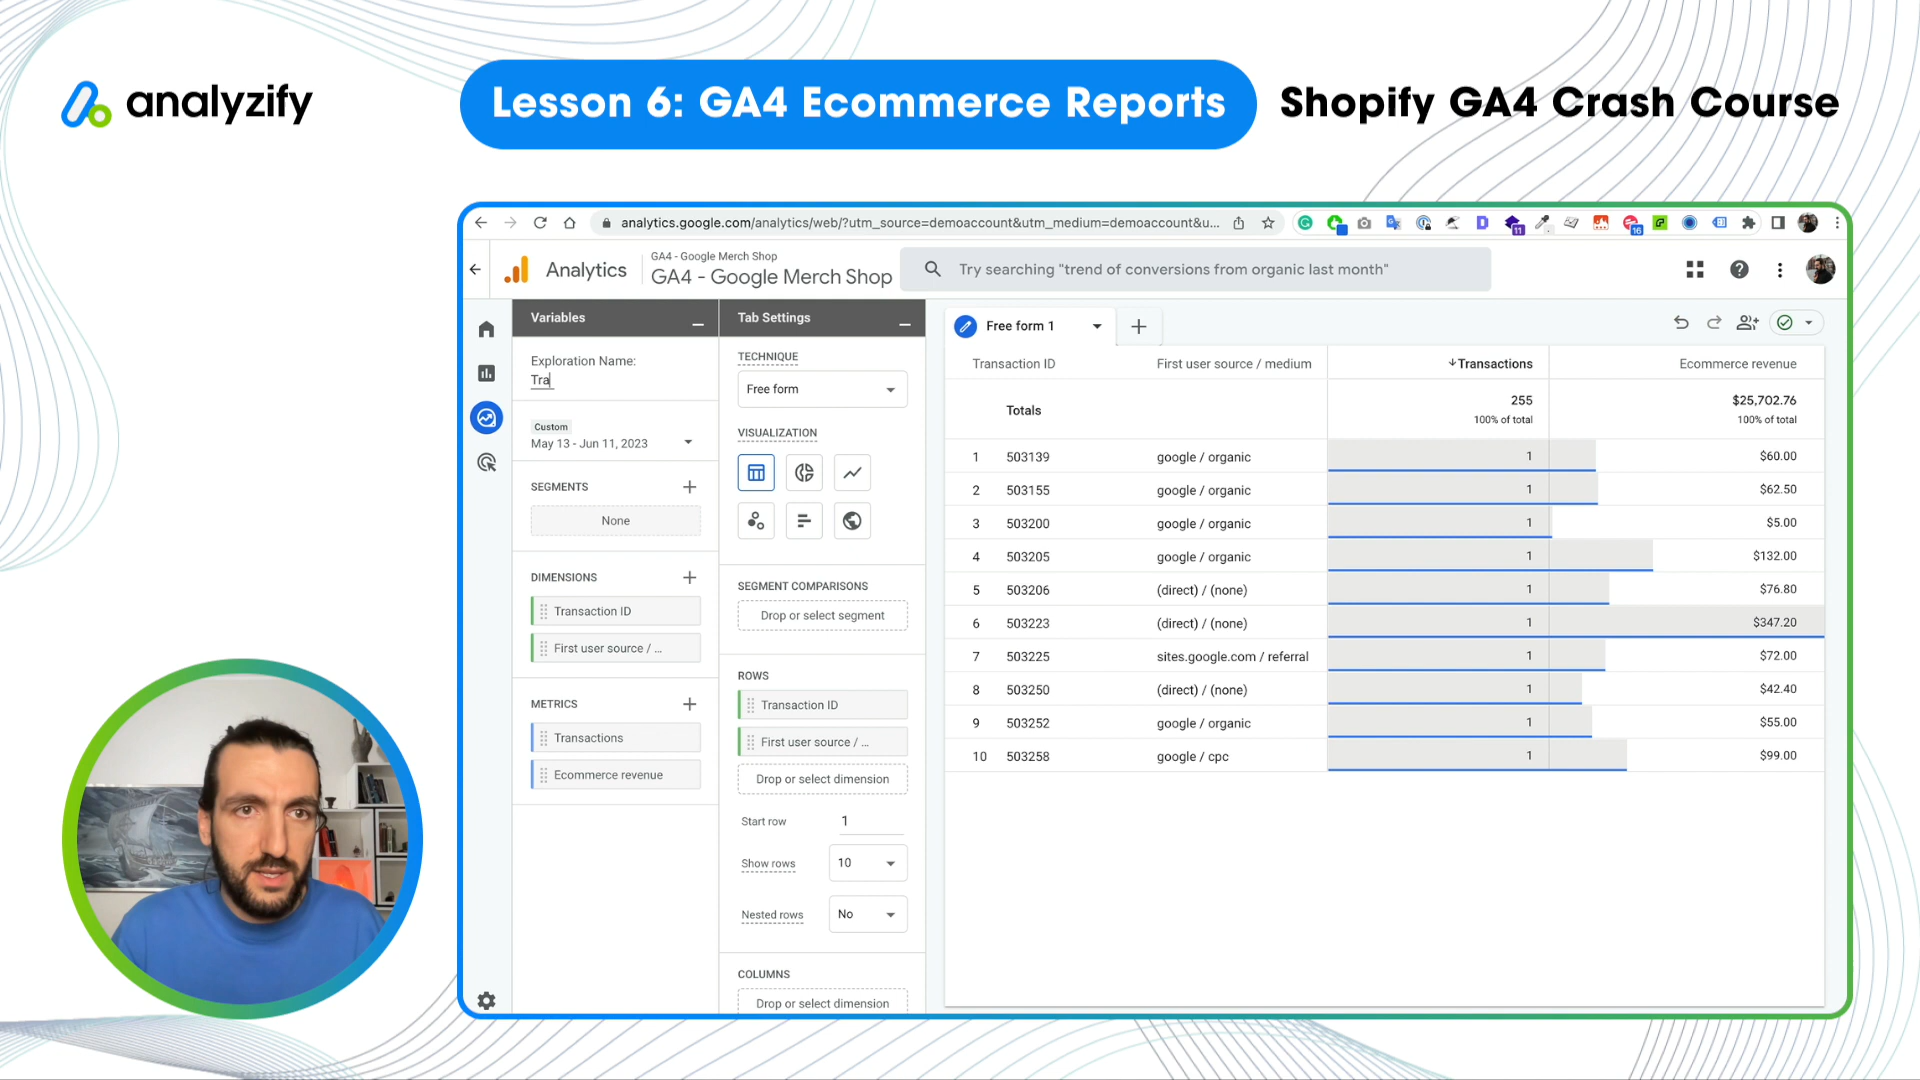 analyzify
Lesson 6: GA4 Ecommerce Reports
Shopify GA4 Crash Course
analytics.google.com/analytics/web/?utm_source=demoaccount&utm_medium=demoaccount&u...
11
16
Analytics
GA4 - Google Merch Shop
GA4 - Google Merch Shop
Try searching "trend of conversions from organic last month"
Variables
Exploration Name:
Tra
Custom
May 13 - Jun 11, 2023
SEGMENTS
None
DIMENSIONS
Transaction ID
First user source / ...
METRICS
Transactions
Ecommerce revenue
Tab Settings
TECHNIQUE
Free form
VISUALIZATION
SEGMENT COMPARISONS
Drop or select segment
ROWS
Transaction ID
First user source / ...
Drop or select dimension
Start row 1
Show rows 10
Nested rows No
COLUMNS
Drop or select dimension
Free form 1
Transaction ID First user source / medium ↓Transactions Ecommerce revenue
Totals 255 $25,702.76
100% of total 100% of total
1 503139 google / organic 1 $60.00
2 503155 google / organic 1 $62.50
3 503200 google / organic 1 $5.00
4 503205 google / organic 1 $132.00
5 503206 (direct) / (none) 1 $76.80
6 503223 (direct) / (none) 1 $347.20
7 503225 sites.google.com / referral 1 $72.00
8 503250 (direct) / (none) 1 $42.40
9 503252 google / organic 1 $55.00
10 503258 google / cpc 1 $99.00